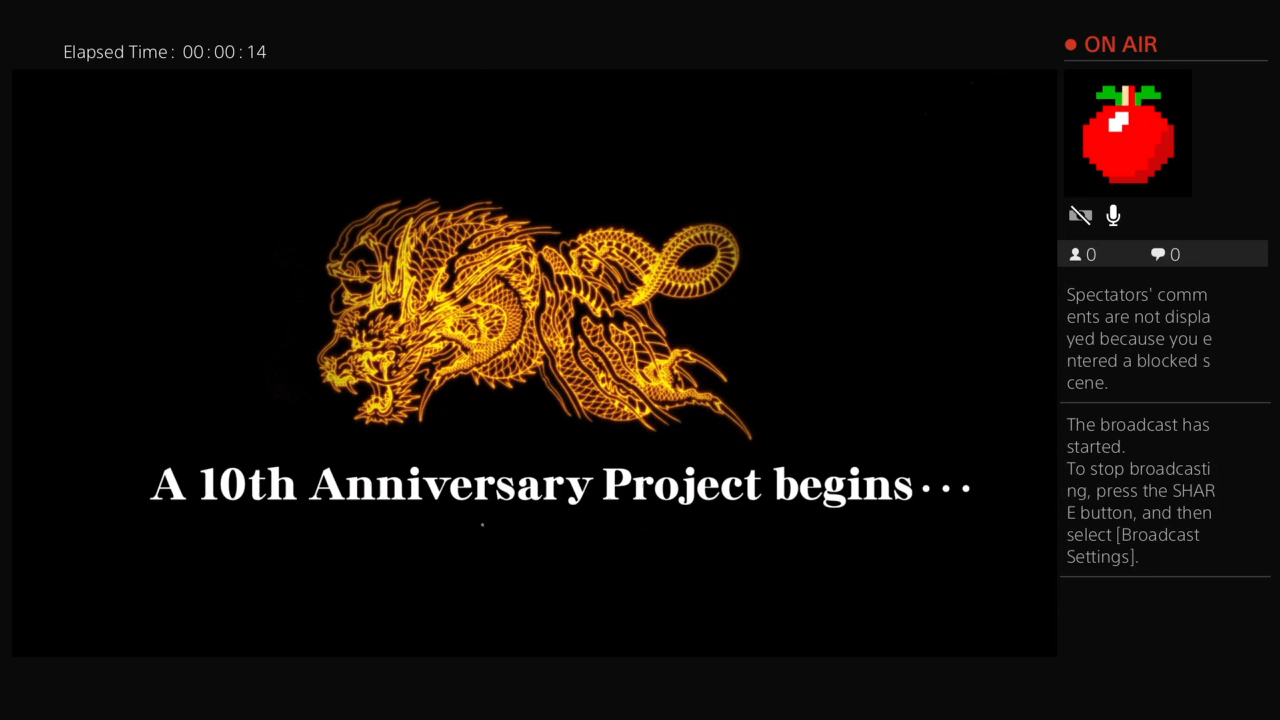 Elapsed Time: 00:00:14
ON AIR
0 0
Spectators' comm
ents are not displa
yed because you e
ntered a blocked s
cene.
The broadcast has
started.
To stop broadcasti
ng, press the SHAR
E button, and then
select [Broadcast
Settings].
A 10th Anniversary Project begins···